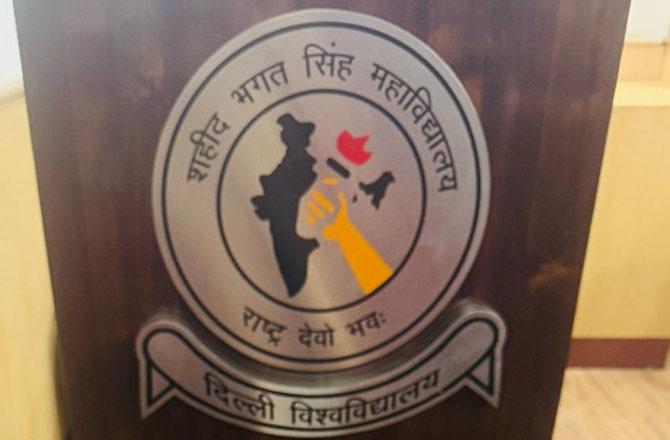 शहीद भगत सिंह महाविद्यालय
राष्ट्र देवो भवः
दिल्ली विश्वविद्यालय